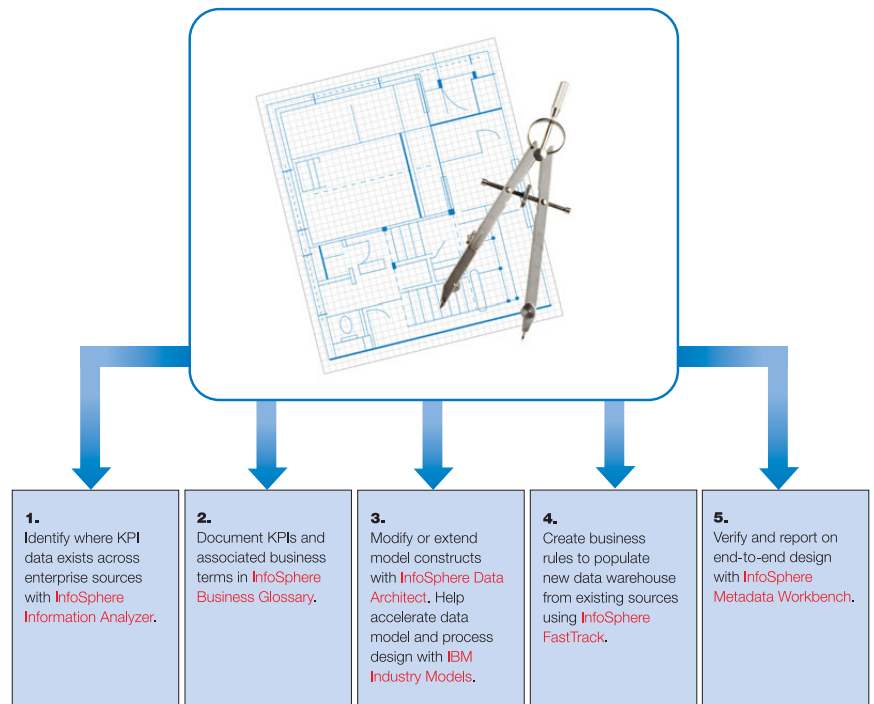 1.
Identify where KPI
data exists across
enterprise sources
with InfoSphere
Information Analyzer.
2.
Document KPIs and
associated business
terms in InfoSphere
Business Glossary.
3.
Modify or extend
model constructs
with InfoSphere Data
Architect. Help
accelerate data
model and process
design with IBM
Industry Models.
4.
Create business
rules to populate
new data warehouse
from existing sources
using InfoSphere
FastTrack.
5.
Verify and report on
end-to-end design
with InfoSphere
Metadata Workbench.